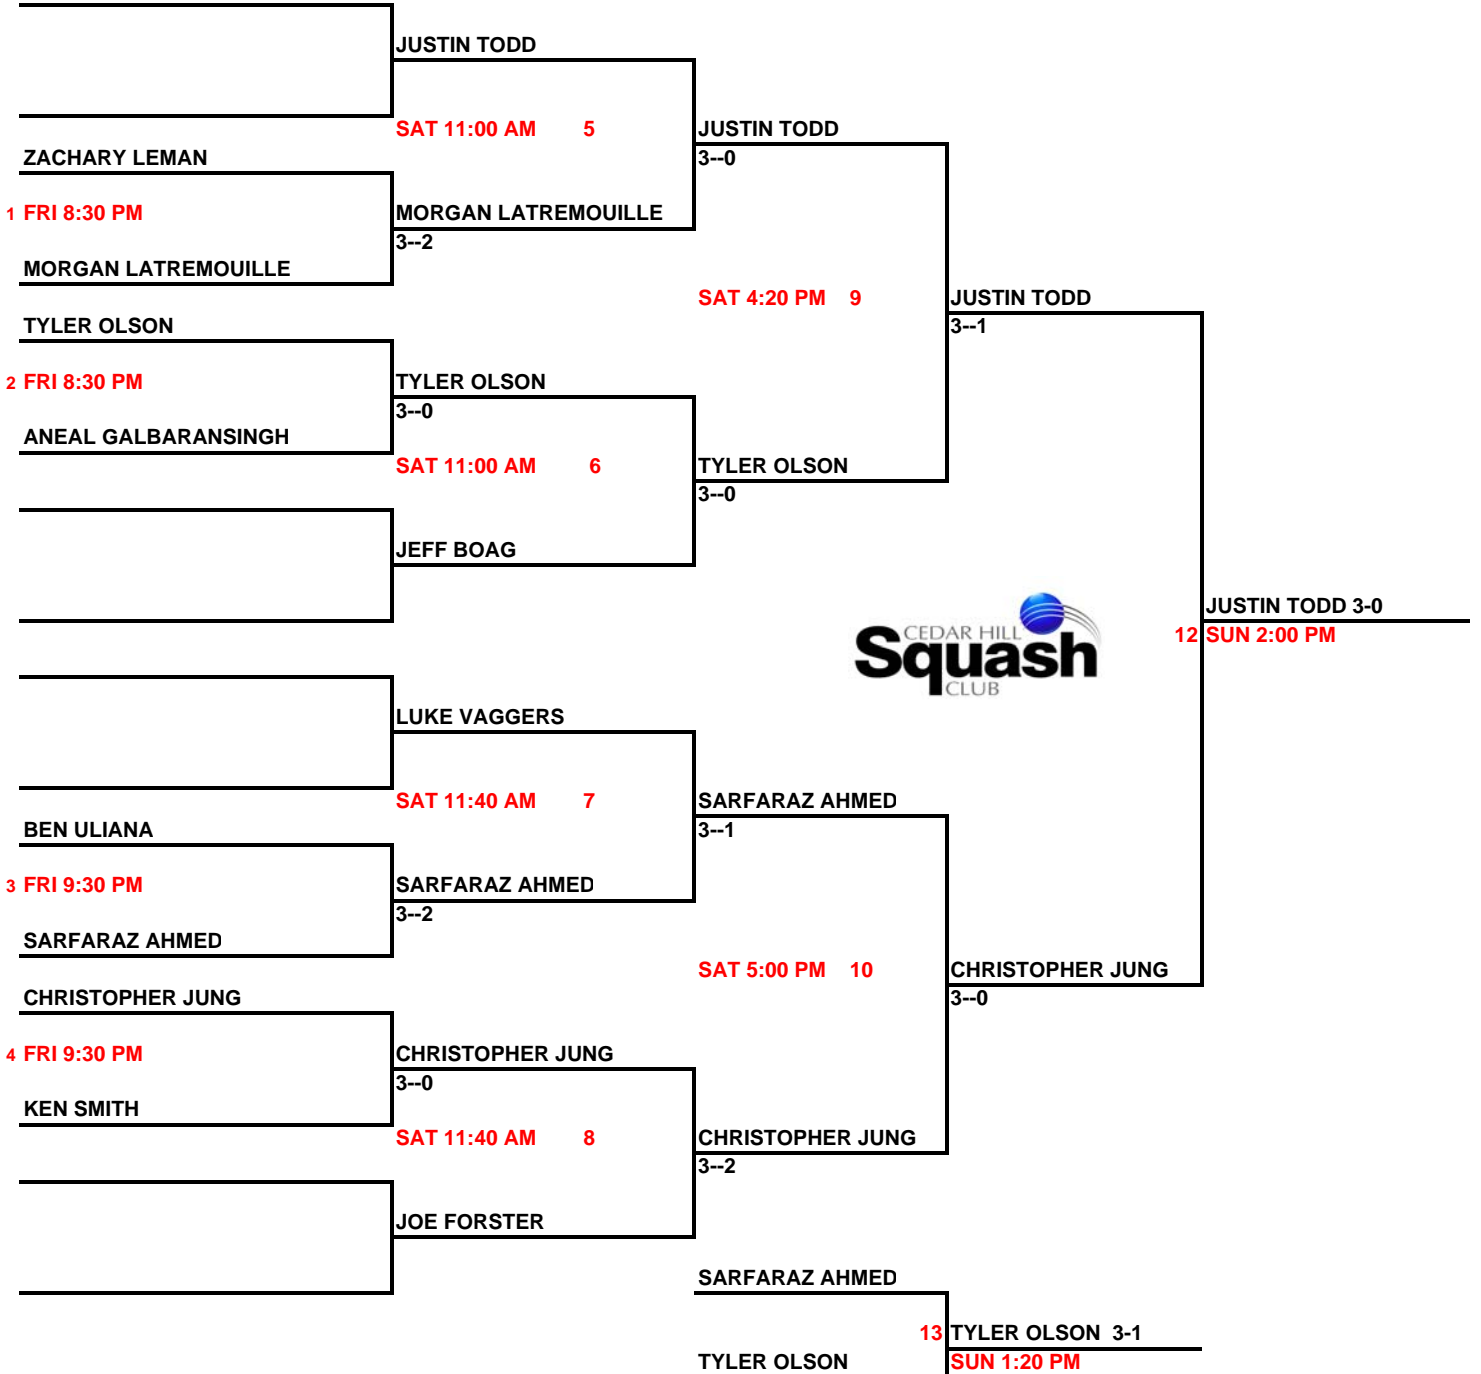 JUSTIN TODD
SAT 11:00 AM 5
JUSTIN TODD
ZACHARY LEMAN
3--0
1 FRI 8:30 PM
MORGAN LATREMOUILLE
3--2
MORGAN LATREMOUILLE
SAT 4:20 PM 9
JUSTIN TODD
TYLER OLSON
3--1
2 FRI 8:30 PM
TYLER OLSON
3--0
ANEAL GALBARANSINGH
SAT 11:00 AM 6
TYLER OLSON
3--0
JEFF BOAG
JUSTIN TODD 3-0
12 SUN 2:00 PM
CEDAR HILL
Squash
CLUB
LUKE VAGGERS
SAT 11:40 AM 7
SARFARAZ AHMED
BEN ULIANA
3--1
3 FRI 9:30 PM
SARFARAZ AHMED
3--2
SARFARAZ AHMED
SAT 5:00 PM 10
CHRISTOPHER JUNG
CHRISTOPHER JUNG
3--0
4 FRI 9:30 PM
CHRISTOPHER JUNG
3--0
KEN SMITH
SAT 11:40 AM 8
CHRISTOPHER JUNG
3--2
JOE FORSTER
SARFARAZ AHMED
13 TYLER OLSON 3-1
TYLER OLSON
SUN 1:20 PM